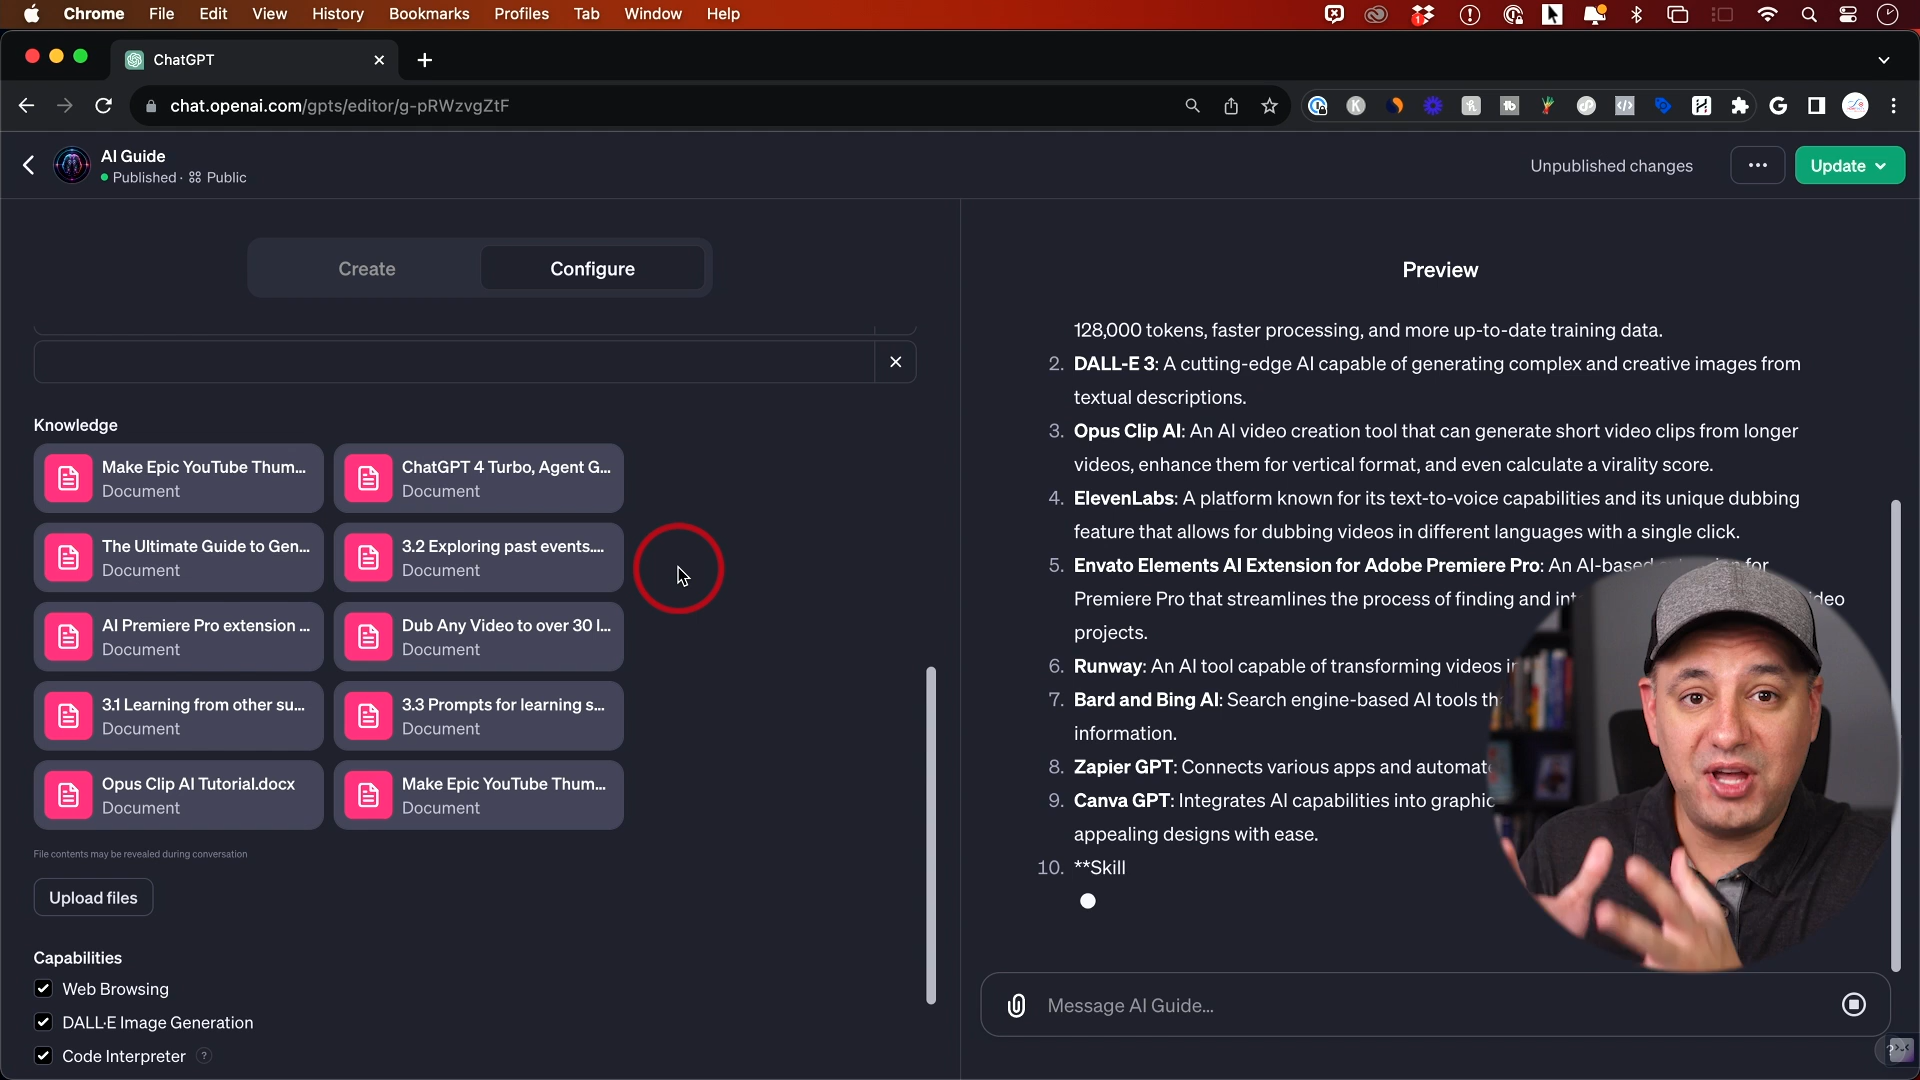 Chrome File Edit View History Bookmarks Profiles Tab Window Help
ChatGPT
chat.openai.com/gpts/editor/g-pRWzvgZtF
AI Guide
Published · Public
Unpublished changes
Update
Create
Configure
Knowledge
Make Epic YouTube Thum...
Document
ChatGPT 4 Turbo, Agent G...
Document
The Ultimate Guide to Gen...
Document
3.2 Exploring past events....
Document
AI Premiere Pro extension ...
Document
Dub Any Video to over 30 l...
Document
3.1 Learning from other su...
Document
3.3 Prompts for learning s...
Document
Opus Clip AI Tutorial.docx
Document
Make Epic YouTube Thum...
Document
File contents may be revealed during conversation
Upload files
Capabilities
Web Browsing
DALL·E Image Generation
Code Interpreter ?
Preview
128,000 tokens, faster processing, and more up-to-date training data.
2. DALL-E 3: A cutting-edge AI capable of generating complex and creative images from
textual descriptions.
3. Opus Clip AI: An AI video creation tool that can generate short video clips from longer
videos, enhance them for vertical format, and even calculate a virality score.
4. ElevenLabs: A platform known for its text-to-voice capabilities and its unique dubbing
feature that allows for dubbing videos in different languages with a single click.
5. Envato Elements AI Extension for Adobe Premiere Pro: An AI-based for
Premiere Pro that streamlines the process of finding and
projects.
6. Runway: An AI tool capable of transforming videos
7. Bard and Bing AI: Search engine-based AI tools
information.
8. Zapier GPT: Connects various apps and
9. Canva GPT: Integrates AI capabilities into
appealing designs with ease.
10. **Skill
Message AI Guide...